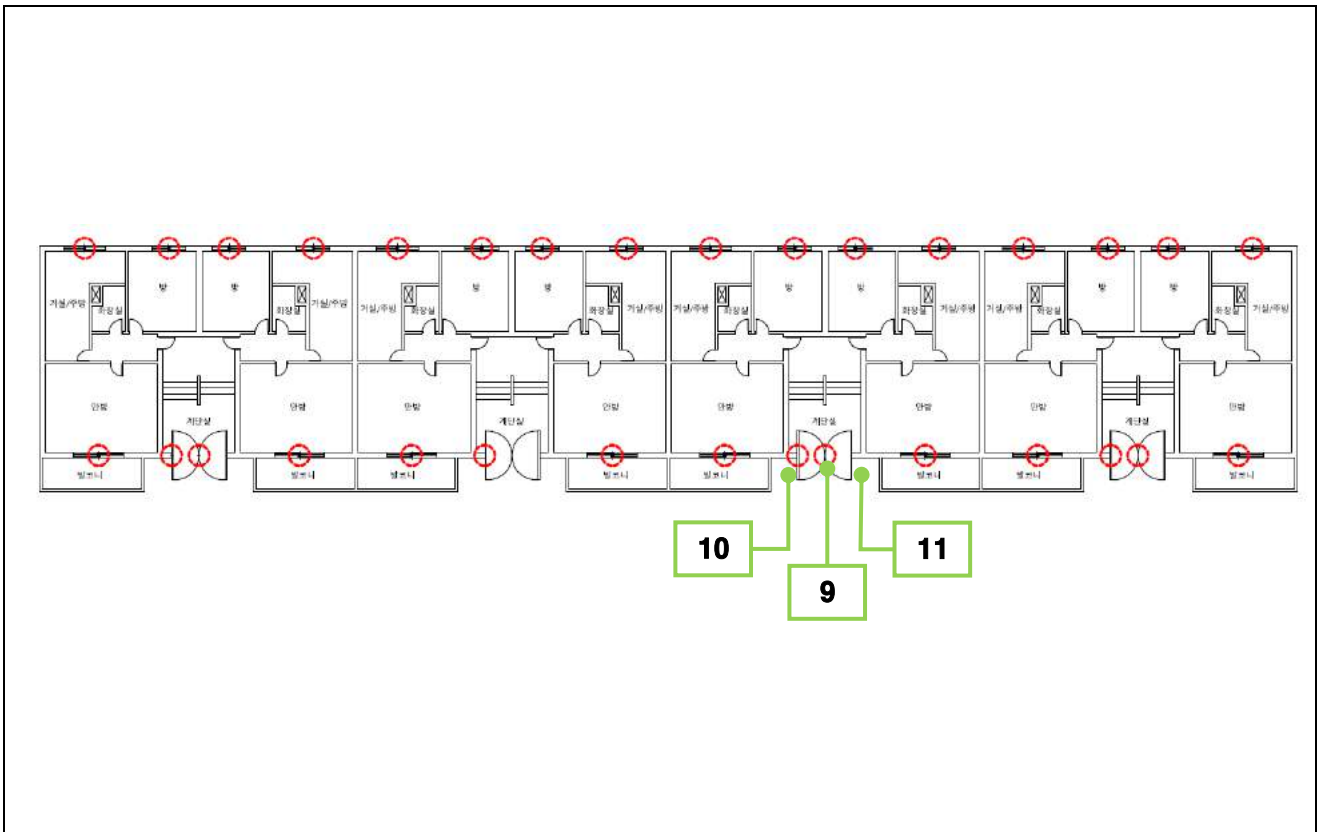 방 방 방 방 방 방 방 방
거실/주방 화장실 화장실 거실/주방 거실/주방 화장실 화장실 거실/주방 거실/주방 화장실 화장실 거실/주방 거실/주방 화장실 화장실 거실/주방
안방 안방 안방 안방 안방 안방 안방 안방
계단실 계단실 계단실 계단실
발코니 발코니 발코니 발코니 발코니 발코니 발코니 발코니
10 11
9